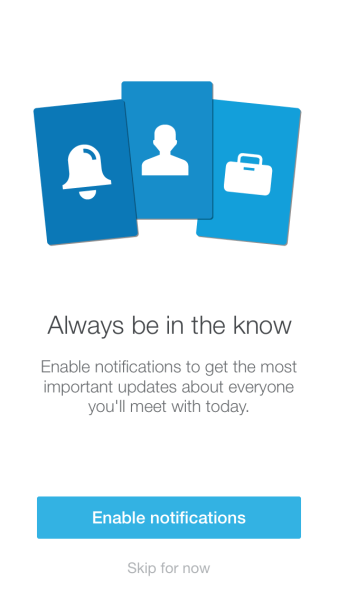 Always be in the know
Enable notifications to get the most
important updates about everyone
you'll meet with today.
Enable notifications
Skip for now